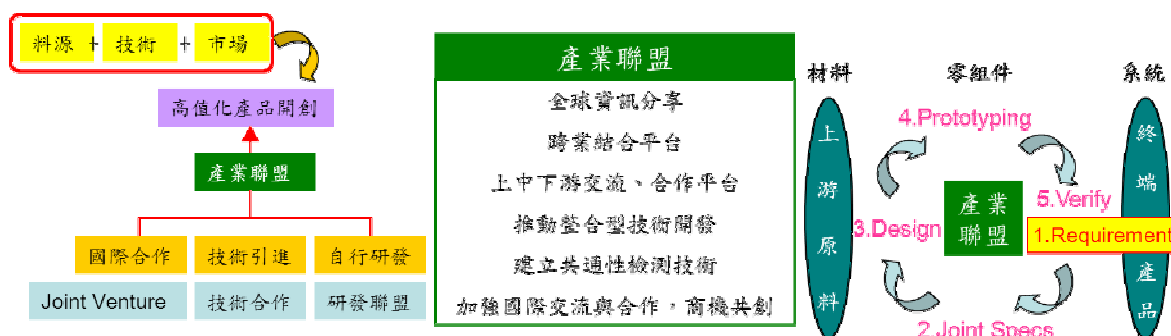 料源 + 技術 + 市場
高值化產品開創
產業聯盟
國際合作 技術引進 自行研發
Joint Venture 技術合作 研發聯盟
產業聯盟
全球資訊分享
跨業結合平台
上中下游交流、合作平台
推動整合型技術開發
建立共通性檢測技術
加強國際交流與合作，商機共創
材料 零組件 系統
上游原料
4.Prototyping
3.Design
產業
聯盟
5.Verify
1.Requirement
2.Joint Specs
終端產品